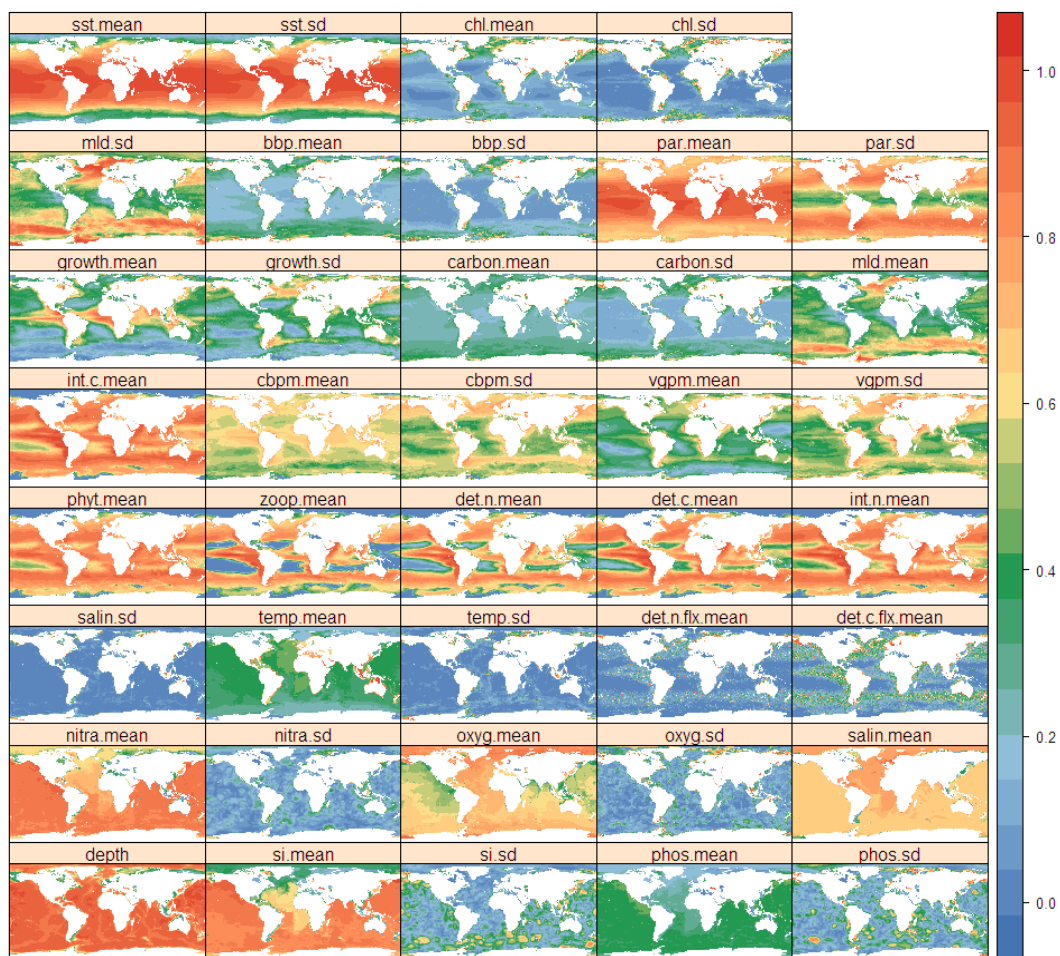 sst.mean sst.sd chl.mean chl.sd
1.0
mld.sd bbp.mean bbp.sd par.mean par.sd
0.8
growth.mean growth.sd carbon.mean carbon.sd mld.mean
int.c.mean cbpm.mean cbpm.sd vgpm.mean vgpm.sd
0.6
phyt.mean zoop.mean det.n.mean det.c.mean int.n.mean
0.4
salin.sd temp.mean temp.sd det.n.flx.mean det.c.flx.mean
nitra.mean nitra.sd oxyg.mean oxyg.sd salin.mean
0.2
depth si.mean si.sd phos.mean phos.sd
0.0